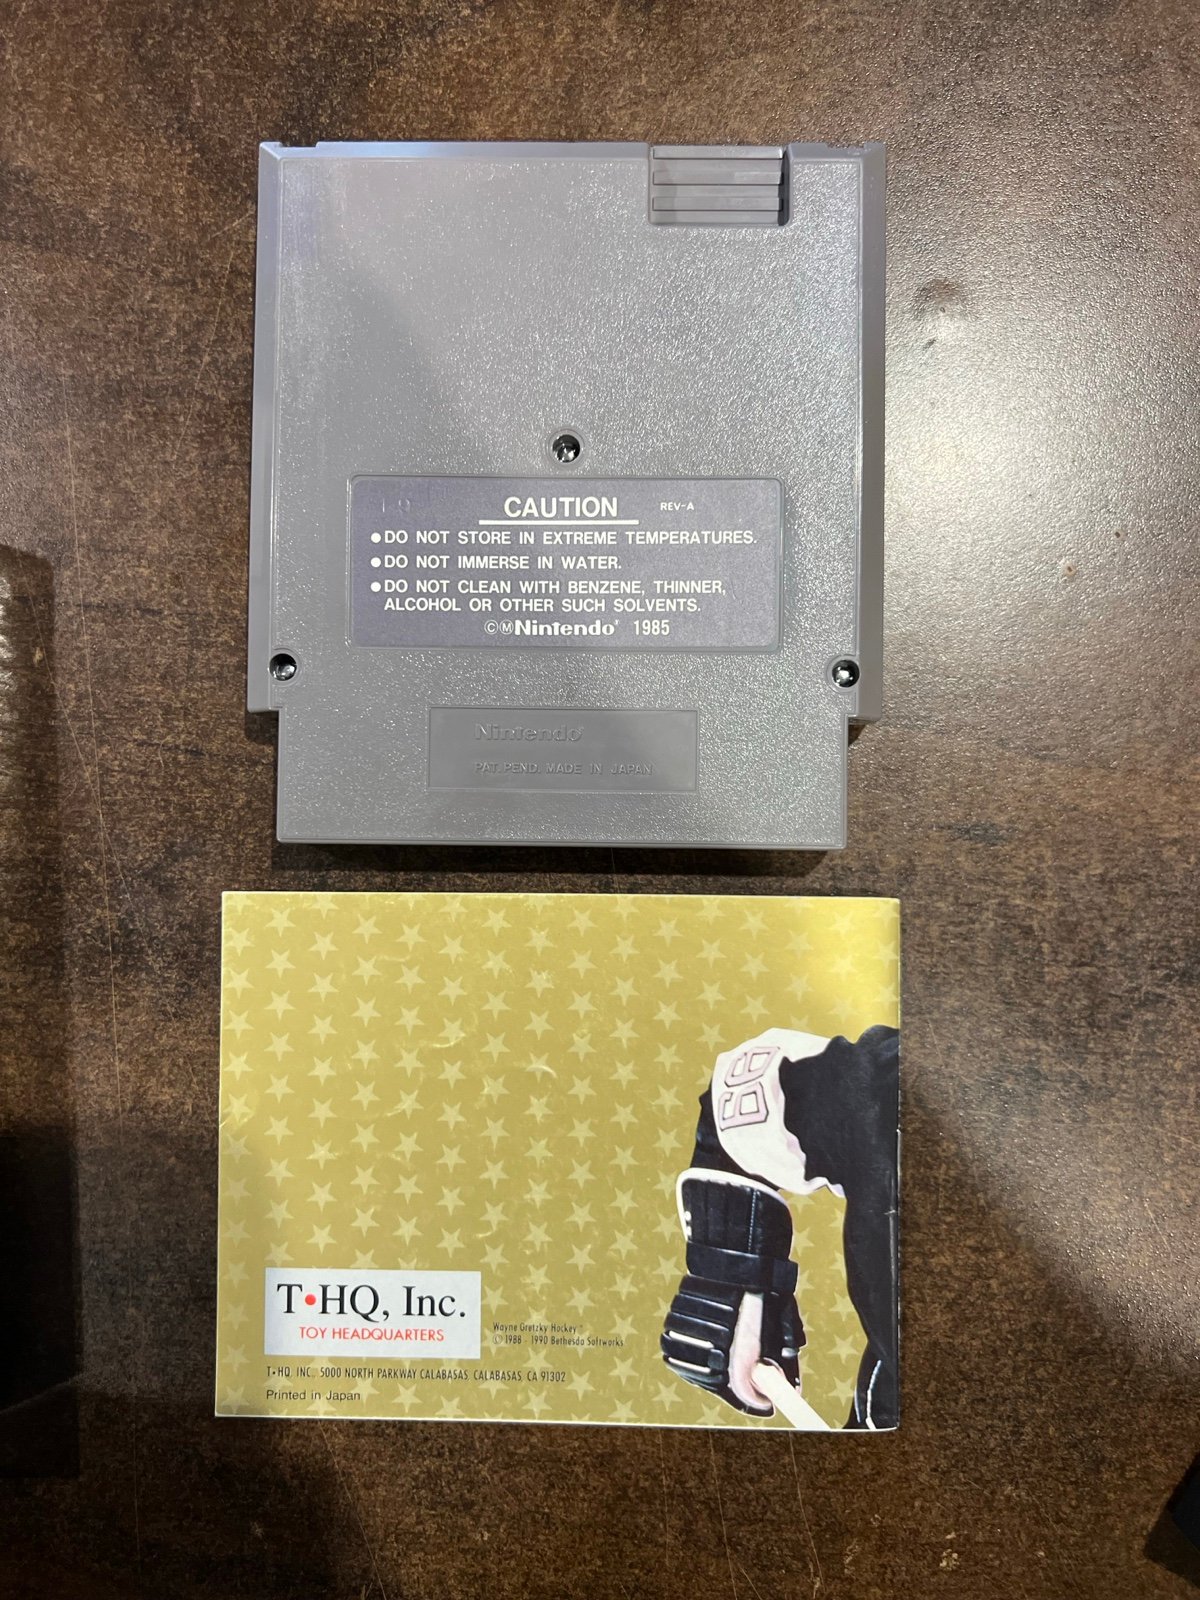 CAUTION REV-A
●DO NOT STORE IN EXTREME TEMPERATURES.
●DO NOT IMMERSE IN WATER.
●DO NOT CLEAN WITH BENZENE, THINNER,
ALCOHOL OR OTHER SUCH SOLVENTS.
©ⓂNintendo 1985
Nintendo
PAT. PEND. MADE IN JAPAN
99
T•HQ, Inc.
TOY HEADQUARTERS
Wayne Gretzky Hockey™
© 1988 - 1990 Bethesda Softworks
T•HQ, INC., 5000 NORTH PARKWAY CALABASAS, CALABASAS, CA 91302
Printed in Japan